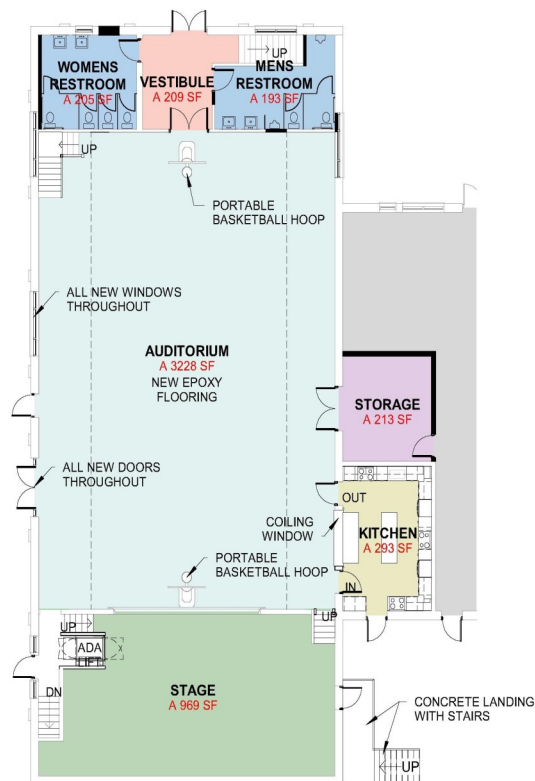 WOMENS
RESTROOM
A 205 SF
VESTIBULE
A 209 SF
UP
MENS
RESTROOM
A 193 SF
UP
PORTABLE
BASKETBALL HOOP
ALL NEW WINDOWS
THROUGHOUT
AUDITORIUM
A 3228 SF
NEW EPOXY
FLOORING
STORAGE
A 213 SF
ALL NEW DOORS
THROUGHOUT
OUT
COILING
WINDOW
KITCHEN
A 293 SF
PORTABLE
BASKETBALL HOOP
IN
UP
ADA
LIFT
UP
DN
STAGE
A 969 SF
CONCRETE LANDING
WITH STAIRS
UP